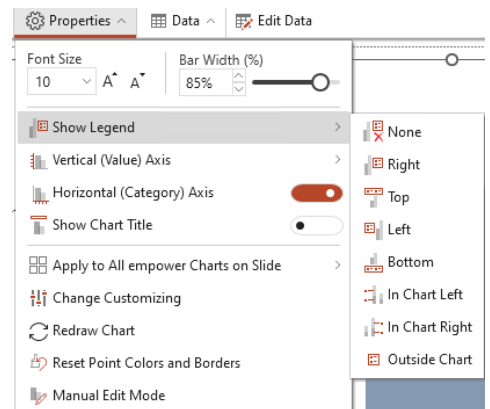 Properties
Data
Edit Data
Font Size
Bar Width (%)
10
A A
85%
Show Legend
Vertical (Value) Axis
Horizontal (Category) Axis
Show Chart Title
Apply to All empower Charts on Slide
Change Customizing
Redraw Chart
Reset Point Colors and Borders
Manual Edit Mode
None
Right
Top
Left
Bottom
In Chart Left
In Chart Right
Outside Chart